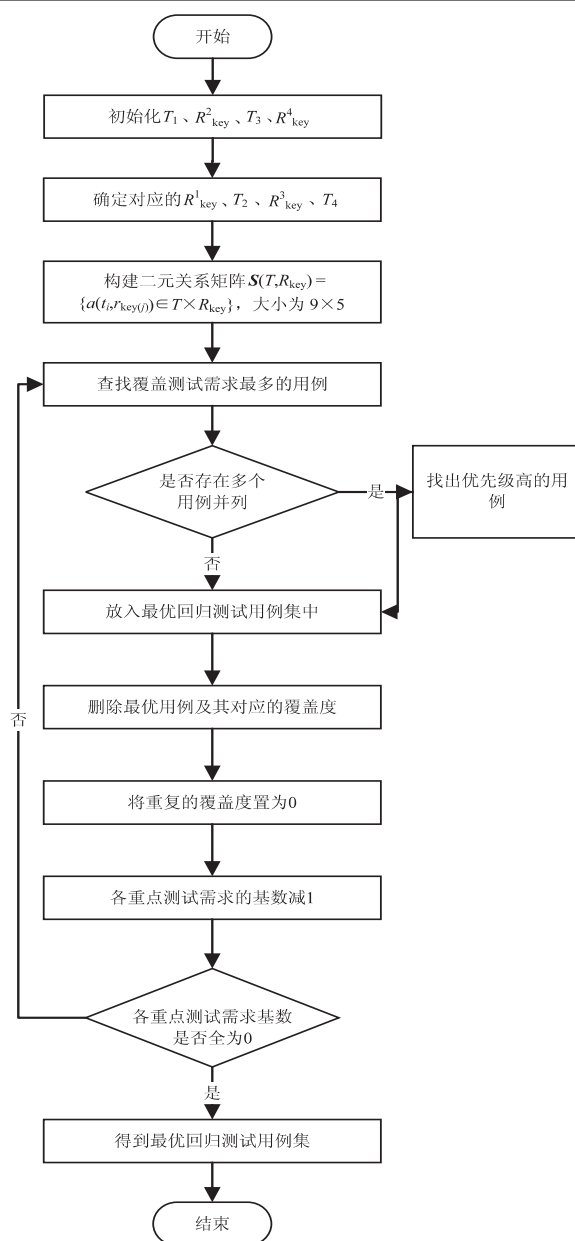 开始
初始化T₁、R²key、T₃、R⁴key
确定对应的R¹key、T₂、R³key、T₄
构建二元关系矩阵S(T,Rkey)=
{a(tᵢ,rkey(j))∈T×Rkey}，大小为9×5
查找覆盖测试需求最多的用例
是否存在多个
用例并列
是
找出优先级高的用
例
否
放入最优回归测试用例集中
删除最优用例及其对应的覆盖度
否
将重复的覆盖度置为0
各重点测试需求的基数减1
各重点测试需求基数
是否全为0
是
得到最优回归测试用例集
结束